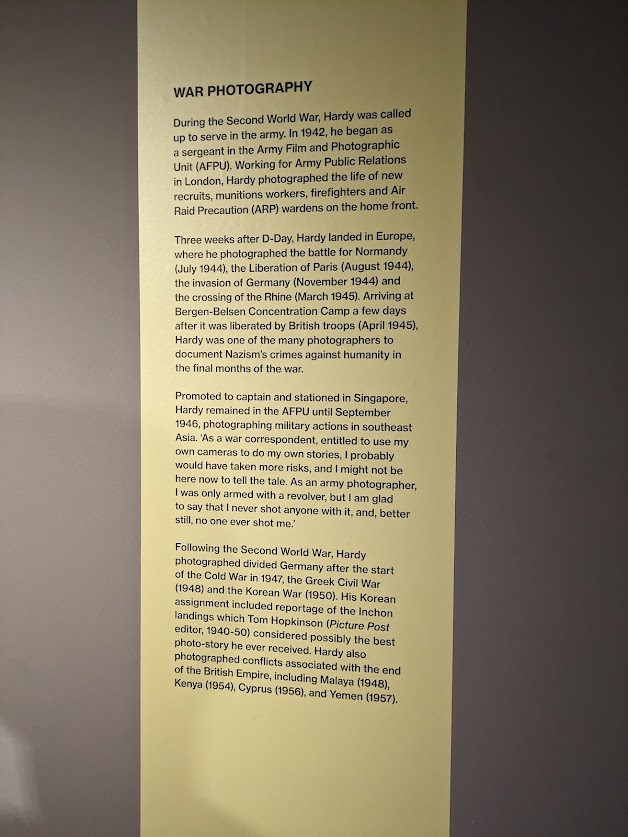 WAR PHOTOGRAPHY
During the Second World War, Hardy was called
up to serve in the army. In 1942, he began as
a sergeant in the Army Film and Photographic
Unit (AFPU). Working for Army Public Relations
in London, Hardy photographed the life of new
recruits, munitions workers, firefighters and Air
Raid Precaution (ARP) wardens on the home front.
Three weeks after D-Day, Hardy landed in Europe,
where he photographed the battle for Normandy
(July 1944), the Liberation of Paris (August 1944),
the invasion of Germany (November 1944) and
the crossing of the Rhine (March 1945). Arriving at
Bergen-Belsen Concentration Camp a few days
after it was liberated by British troops (April 1945),
Hardy was one of the many photographers to
document Nazism's crimes against humanity in
the final months of the war.
Promoted to captain and stationed in Singapore,
Hardy remained in the AFPU until September
1946, photographing military actions in southeast
Asia. 'As a war correspondent, entitled to use my
own cameras to do my own stories, I probably
would have taken more risks, and I might not be
here now to tell the tale. As an army photographer,
I was only armed with a revolver, but I am glad
to say that I never shot anyone with it, and, better
still, no one ever shot me.'
Following the Second World War, Hardy
photographed divided Germany after the start
of the Cold War in 1947, the Greek Civil War
(1948) and the Korean War (1950). His Korean
assignment included reportage of the Inchon
landings which Tom Hopkinson (Picture Post
editor, 1940-50) considered possibly the best
photo-story he ever received. Hardy also
photographed conflicts associated with the end
of the British Empire, including Malaya (1948),
Kenya (1954), Cyprus (1956), and Yemen (1957).